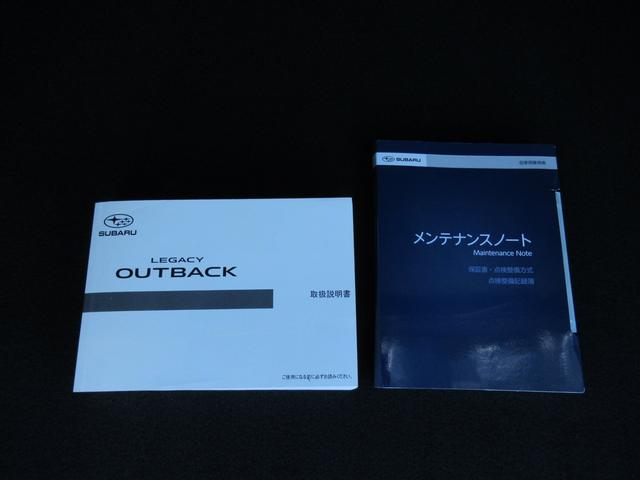 SUBARU
LEGACY
OUTBACK
取扱説明書
ご使用になる前に必ずお読みください。
SUBARU
メンテナンスノート
Maintenance Note
保証書・点検整備方式
点検整備記録簿